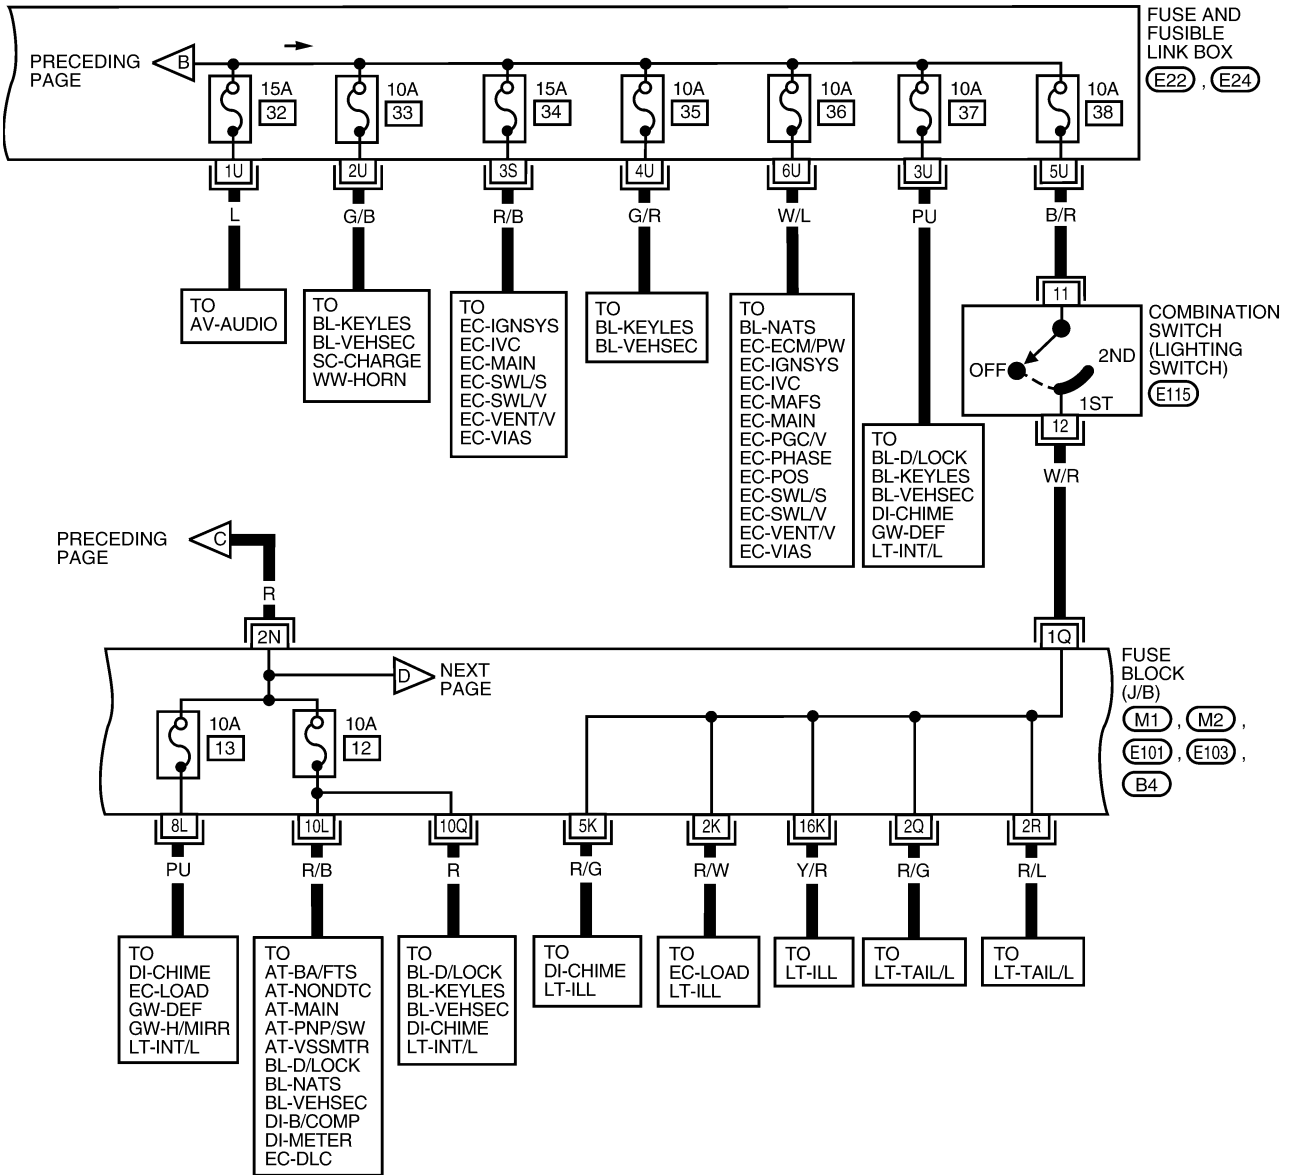 FUSE AND
FUSIBLE
LINK BOX
E22 , E24
PRECEDING
PAGE
B
15A
32
10A
33
15A
34
10A
35
10A
36
10A
37
10A
38
1U
2U
3S
4U
6U
3U
5U
L
G/B
R/B
G/R
W/L
PU
B/R
TO
AV-AUDIO
TO
BL-KEYLES
BL-VEHSEC
SC-CHARGE
WW-HORN
TO
EC-IGNSYS
EC-IVC
EC-MAIN
EC-SWL/S
EC-SWL/V
EC-VENT/V
EC-VIAS
TO
BL-KEYLES
BL-VEHSEC
TO
BL-NATS
EC-ECM/PW
EC-IGNSYS
EC-IVC
EC-MAFS
EC-MAIN
EC-PGC/V
EC-PHASE
EC-POS
EC-SWL/S
EC-SWL/V
EC-VENT/V
EC-VIAS
TO
BL-D/LOCK
BL-KEYLES
BL-VEHSEC
DI-CHIME
GW-DEF
LT-INT/L
11
OFF
2ND
1ST
12
COMBINATION
SWITCH
(LIGHTING
SWITCH)
E115
W/R
PRECEDING
PAGE
C
R
2N
1Q
D
NEXT
PAGE
FUSE
BLOCK
(J/B)
M1 , M2 ,
E101 , E103 ,
B4
10A
13
10A
12
8L
10L
10Q
5K
2K
16K
2Q
2R
PU
R/B
R
R/G
R/W
Y/R
R/G
R/L
TO
DI-CHIME
EC-LOAD
GW-DEF
GW-H/MIRR
LT-INT/L
TO
AT-BA/FTS
AT-NONDTC
AT-MAIN
AT-PNP/SW
AT-VSSMTR
BL-D/LOCK
BL-NATS
BL-VEHSEC
DI-B/COMP
DI-METER
EC-DLC
TO
BL-D/LOCK
BL-KEYLES
BL-VEHSEC
DI-CHIME
LT-INT/L
TO
DI-CHIME
LT-ILL
TO
EC-LOAD
LT-ILL
TO
LT-ILL
TO
LT-TAIL/L
TO
LT-TAIL/L